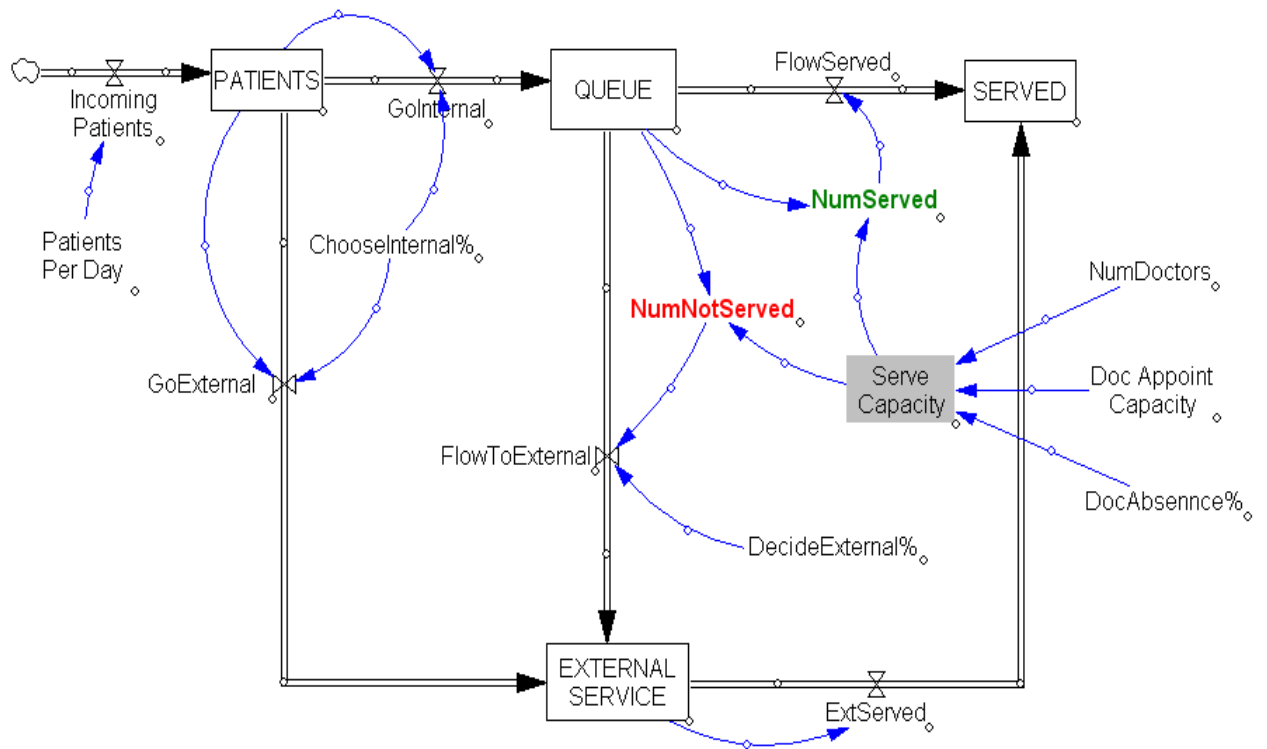 FlowServed
PATIENTS
QUEUE
SERVED
Incoming
Patients
GoInternal
NumServed
Patients
Per Day
ChooseInternal%
NumDoctors
NumNotServed
GoExternal
Serve
Capacity
Doc Appoint
Capacity
FlowToExternal
DocAbsennce%
DecideExternal%
EXTERNAL
SERVICE
ExtServed